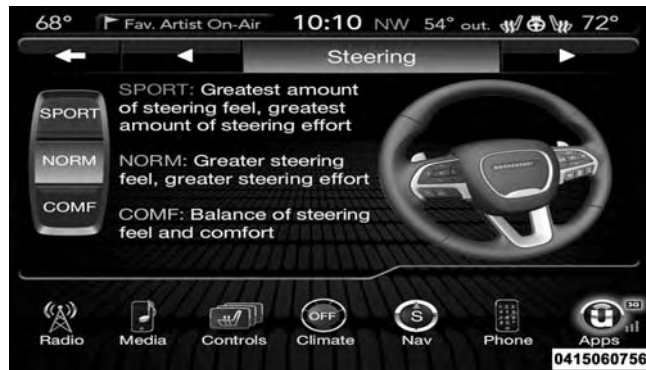 68° Fav. Artist On-Air 10:10 NW 54° out. 72°
Steering
SPORT: Greatest amount
of steering feel, greatest
amount of steering effort
SPORT
NORM: Greater steering
feel, greater steering effort
NORM
COMF: Balance of steering
feel and comfort
COMF
OFF
S
3G
Radio Media Controls Climate Nav Phone Apps
0415060756